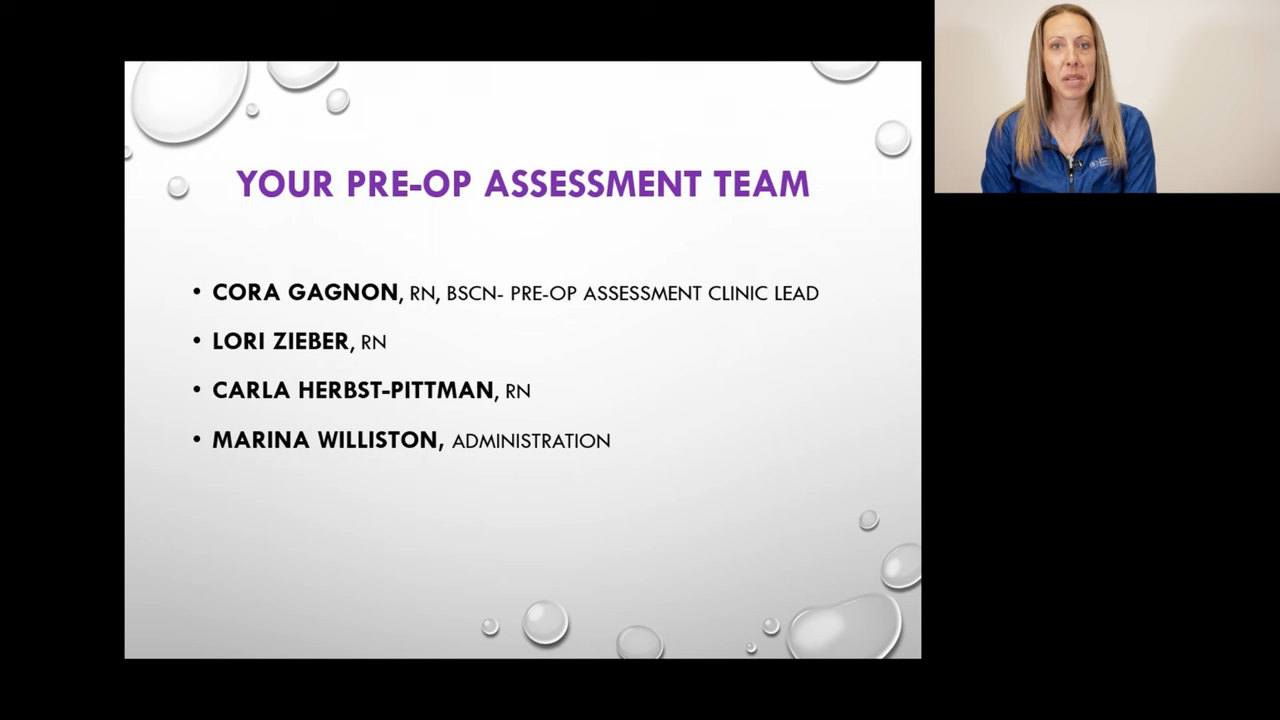 YOUR PRE-OP ASSESSMENT TEAM
• CORA GAGNON, RN, BSCN- PRE-OP ASSESSMENT CLINIC LEAD
• LORI ZIEBER, RN
• CARLA HERBST-PITTMAN, RN
• MARINA WILLISTON, ADMINISTRATION